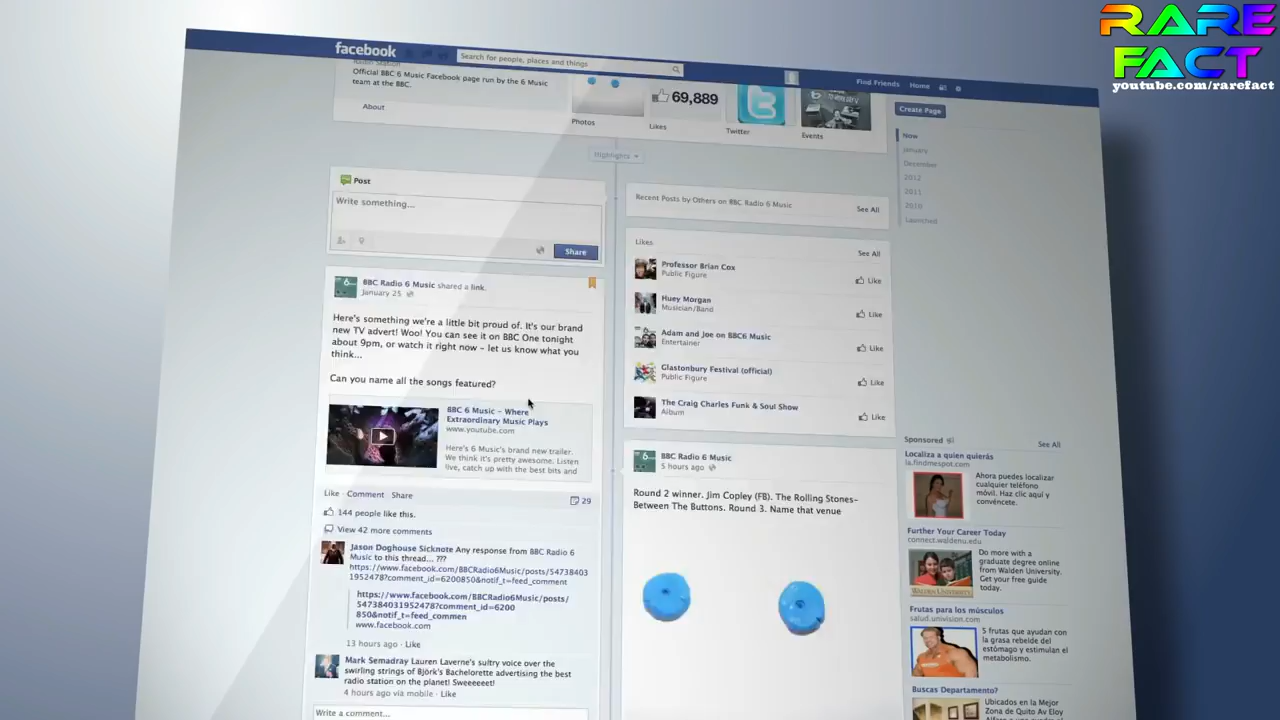 RARE
FACT
youtube.com/rarefact
facebook
Search for people, places and things
Find Friends
Home
Radio Station
Official BBC 6 Music Facebook page run by the 6 Music
team at the BBC.
About
Photos
69,889
Likes
Twitter
Events
Create Page
Now
January
December
2012
2011
2010
Launched
Highlights
Post
Write something...
Share
Recent Posts by Others on BBC Radio 6 Music
See All
Likes
See All
Professor Brian Cox
Public Figure
Like
Huey Morgan
Musician/Band
Like
Adam and Joe on BBC6 Music
Entertainer
Like
Glastonbury Festival (official)
Public Figure
Like
The Craig Charles Funk & Soul Show
Album
Like
BBC Radio 6 Music shared a link.
January 25
Here's something we're a little bit proud of. It's our brand
new TV advert! Woo! You can see it on BBC One tonight
about 9pm, or watch it right now - let us know what you
think...
Can you name all the songs featured?
BBC 6 Music - Where
Extraordinary Music Plays
www.youtube.com
Here's 6 Music's brand new trailer.
We think it's pretty awesome. Listen
live, catch up with the best bits and
Like · Comment · Share
29
144 people like this.
View 42 more comments
Jason Doghouse Sicknote Any response from BBC Radio 6
Music to this thread... ???
https://www.facebook.com/BBCRadio6Music/posts/54738403
1952478?comment_id=6200850&notif_t=feed_comment
https://www.facebook.com/BBCRadio6Music/posts/
547384031952478?comment_id=6200
850&notif_t=feed_commen
www.facebook.com
13 hours ago · Like
Mark Semadray Lauren Laverne's sultry voice over the
swirling strings of Björk's Bachelorette advertising the best
radio station on the planet! Sweeeeeet!
4 hours ago via mobile · Like
Write a comment...
BBC Radio 6 Music
5 hours ago
Round 2 winner. Jim Copley (FB). The Rolling Stones-
Between The Buttons. Round 3. Name that venue
Sponsored
See All
Localiza a quien quierás
la.findmespot.com
Ahora puedes localizar
cualquier teléfono
móvil. Haz clic aquí y
convéncete.
Further Your Career Today
connect.waldenu.edu
Do more with a
graduate degree online
from Walden University.
Get your free guide
today.
WALDEN UNIVERSITY
Frutas para los músculos
salud.univision.com
5 frutas que ayudan con
la grasa rebelde del
estómago y estimulan el
metabolismo.
Buscas Departamento?
Ubicados en la Mejor
Zona de Quito Av Eloy